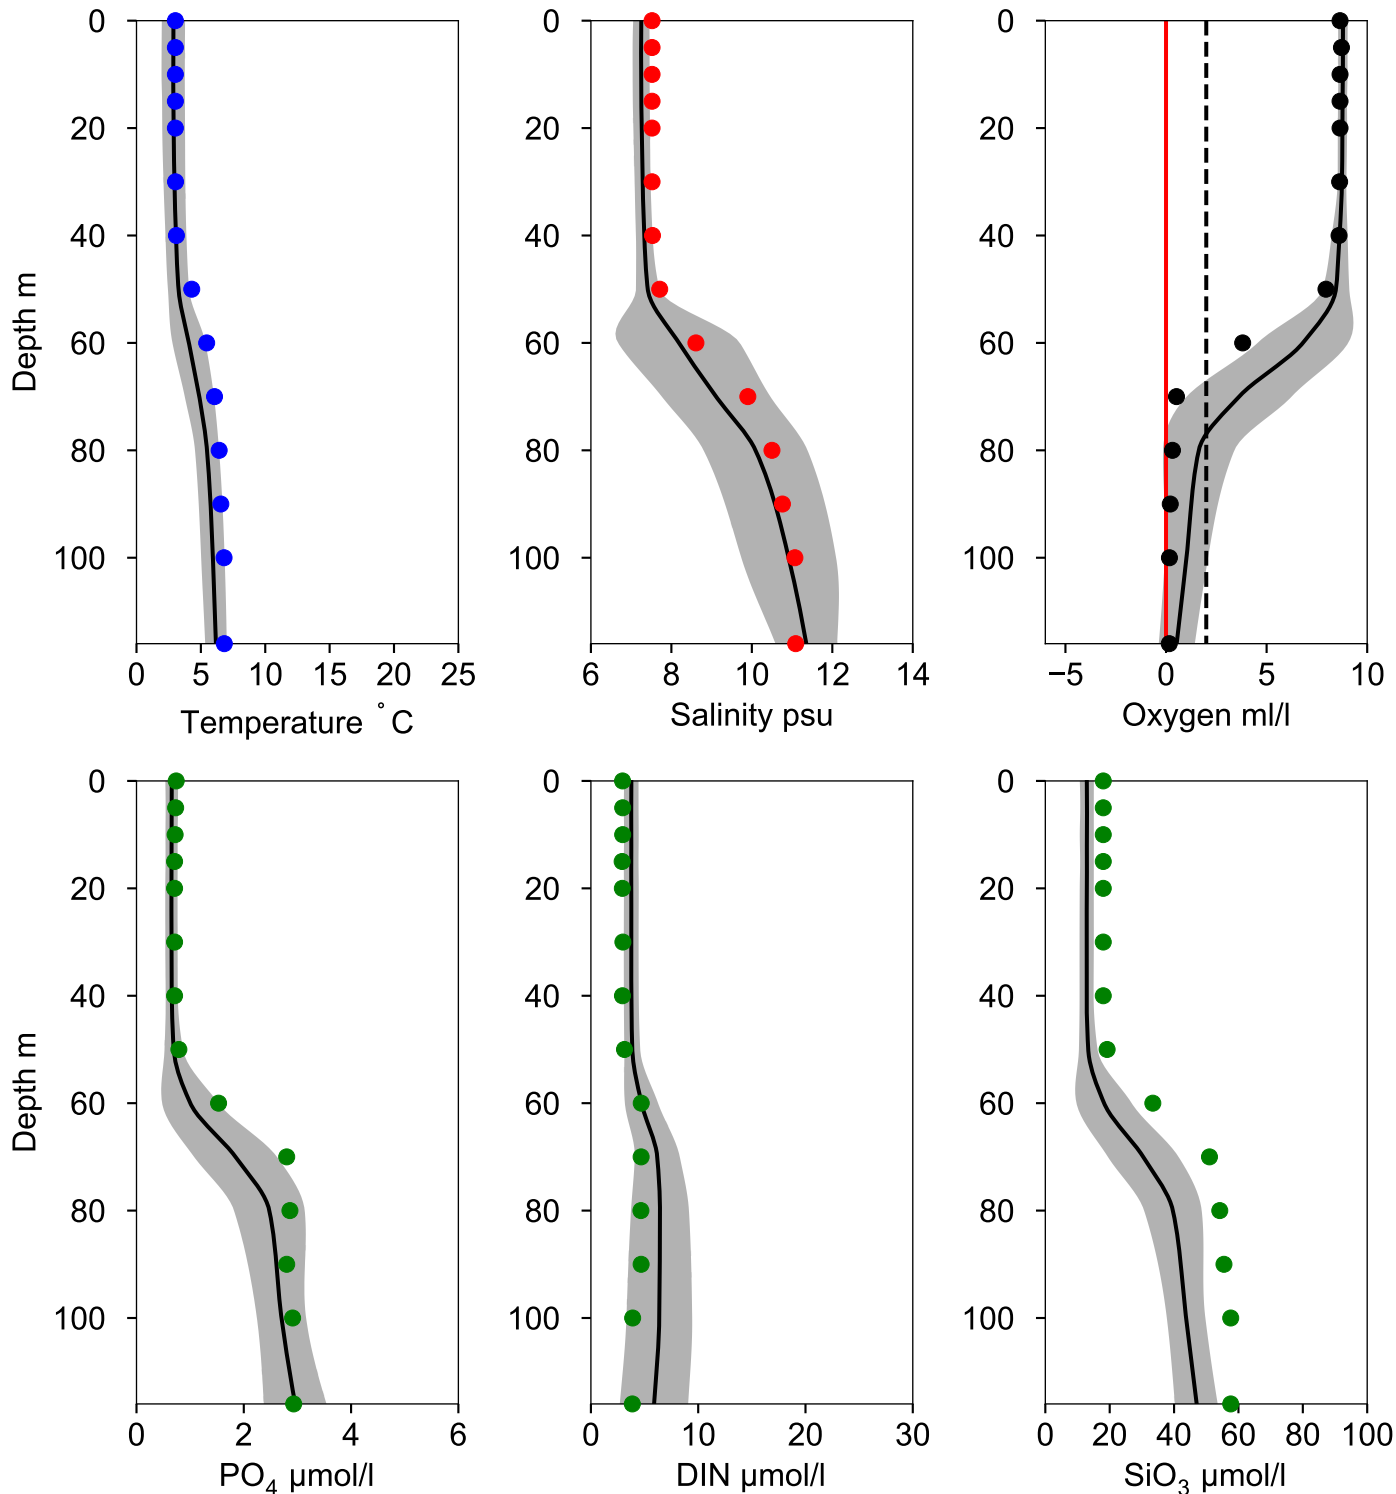 0
20
40
60
80
100
Depth m
0 5 10 15 20 25
Temperature ° C
0
20
40
60
80
100
6 8 10 12 14
Salinity psu
0
20
40
60
80
100
−5 0 5 10
Oxygen ml/l
0
20
40
60
80
100
Depth m
0 2 4 6
PO₄ µmol/l
0
20
40
60
80
100
0 10 20 30
DIN µmol/l
0
20
40
60
80
100
0 20 40 60 80 100
SiO₃ µmol/l